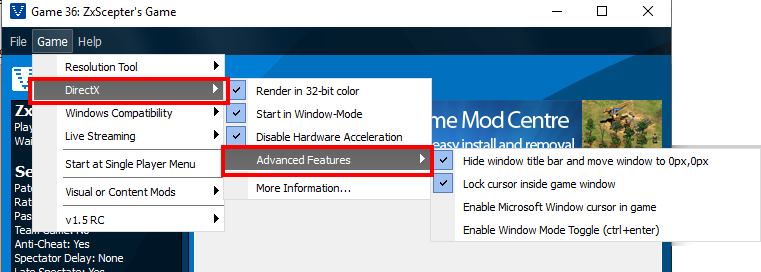 Game 36: ZxScepter's Game
File Game Help
Resolution Tool
DirectX
Windows Compatibility
Live Streaming
Start at Single Player Menu
Visual or Content Mods
v1.5 RC
Render in 32-bit color
Start in Window-Mode
Disable Hardware Acceleration
Advanced Features
More Information...
Hide window title bar and move window to 0px,0px
Lock cursor inside game window
Enable Microsoft Window cursor in game
Enable Window Mode Toggle (ctrl+enter)
me Mod Centre
easy install and removal
Zx
Play
Wai
Se
Pat
Rat
Pas
Team Game: No
Anti-Cheat: Yes
Spectator Delay: None
Late Spectators: Yes